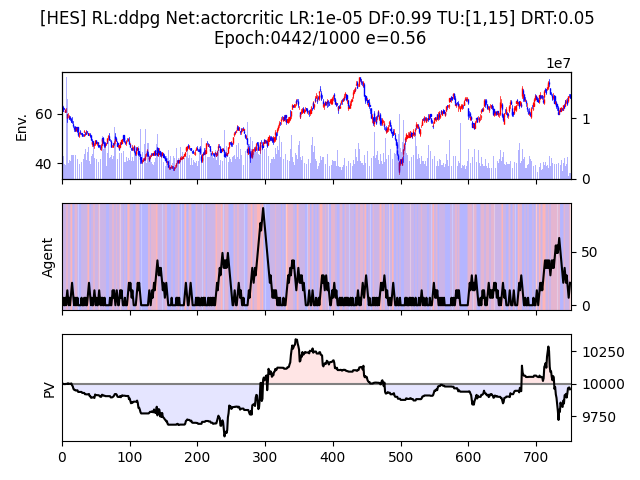 [HES] RL:ddpg Net:actorcritic LR:1e-05 DF:0.99 TU:[1,15] DRT:0.05
Epoch:0442/1000 e=0.56
1e7
Env.
60
40
1
0
Agent
50
0
PV
10250
10000
9750
0 100 200 300 400 500 600 700